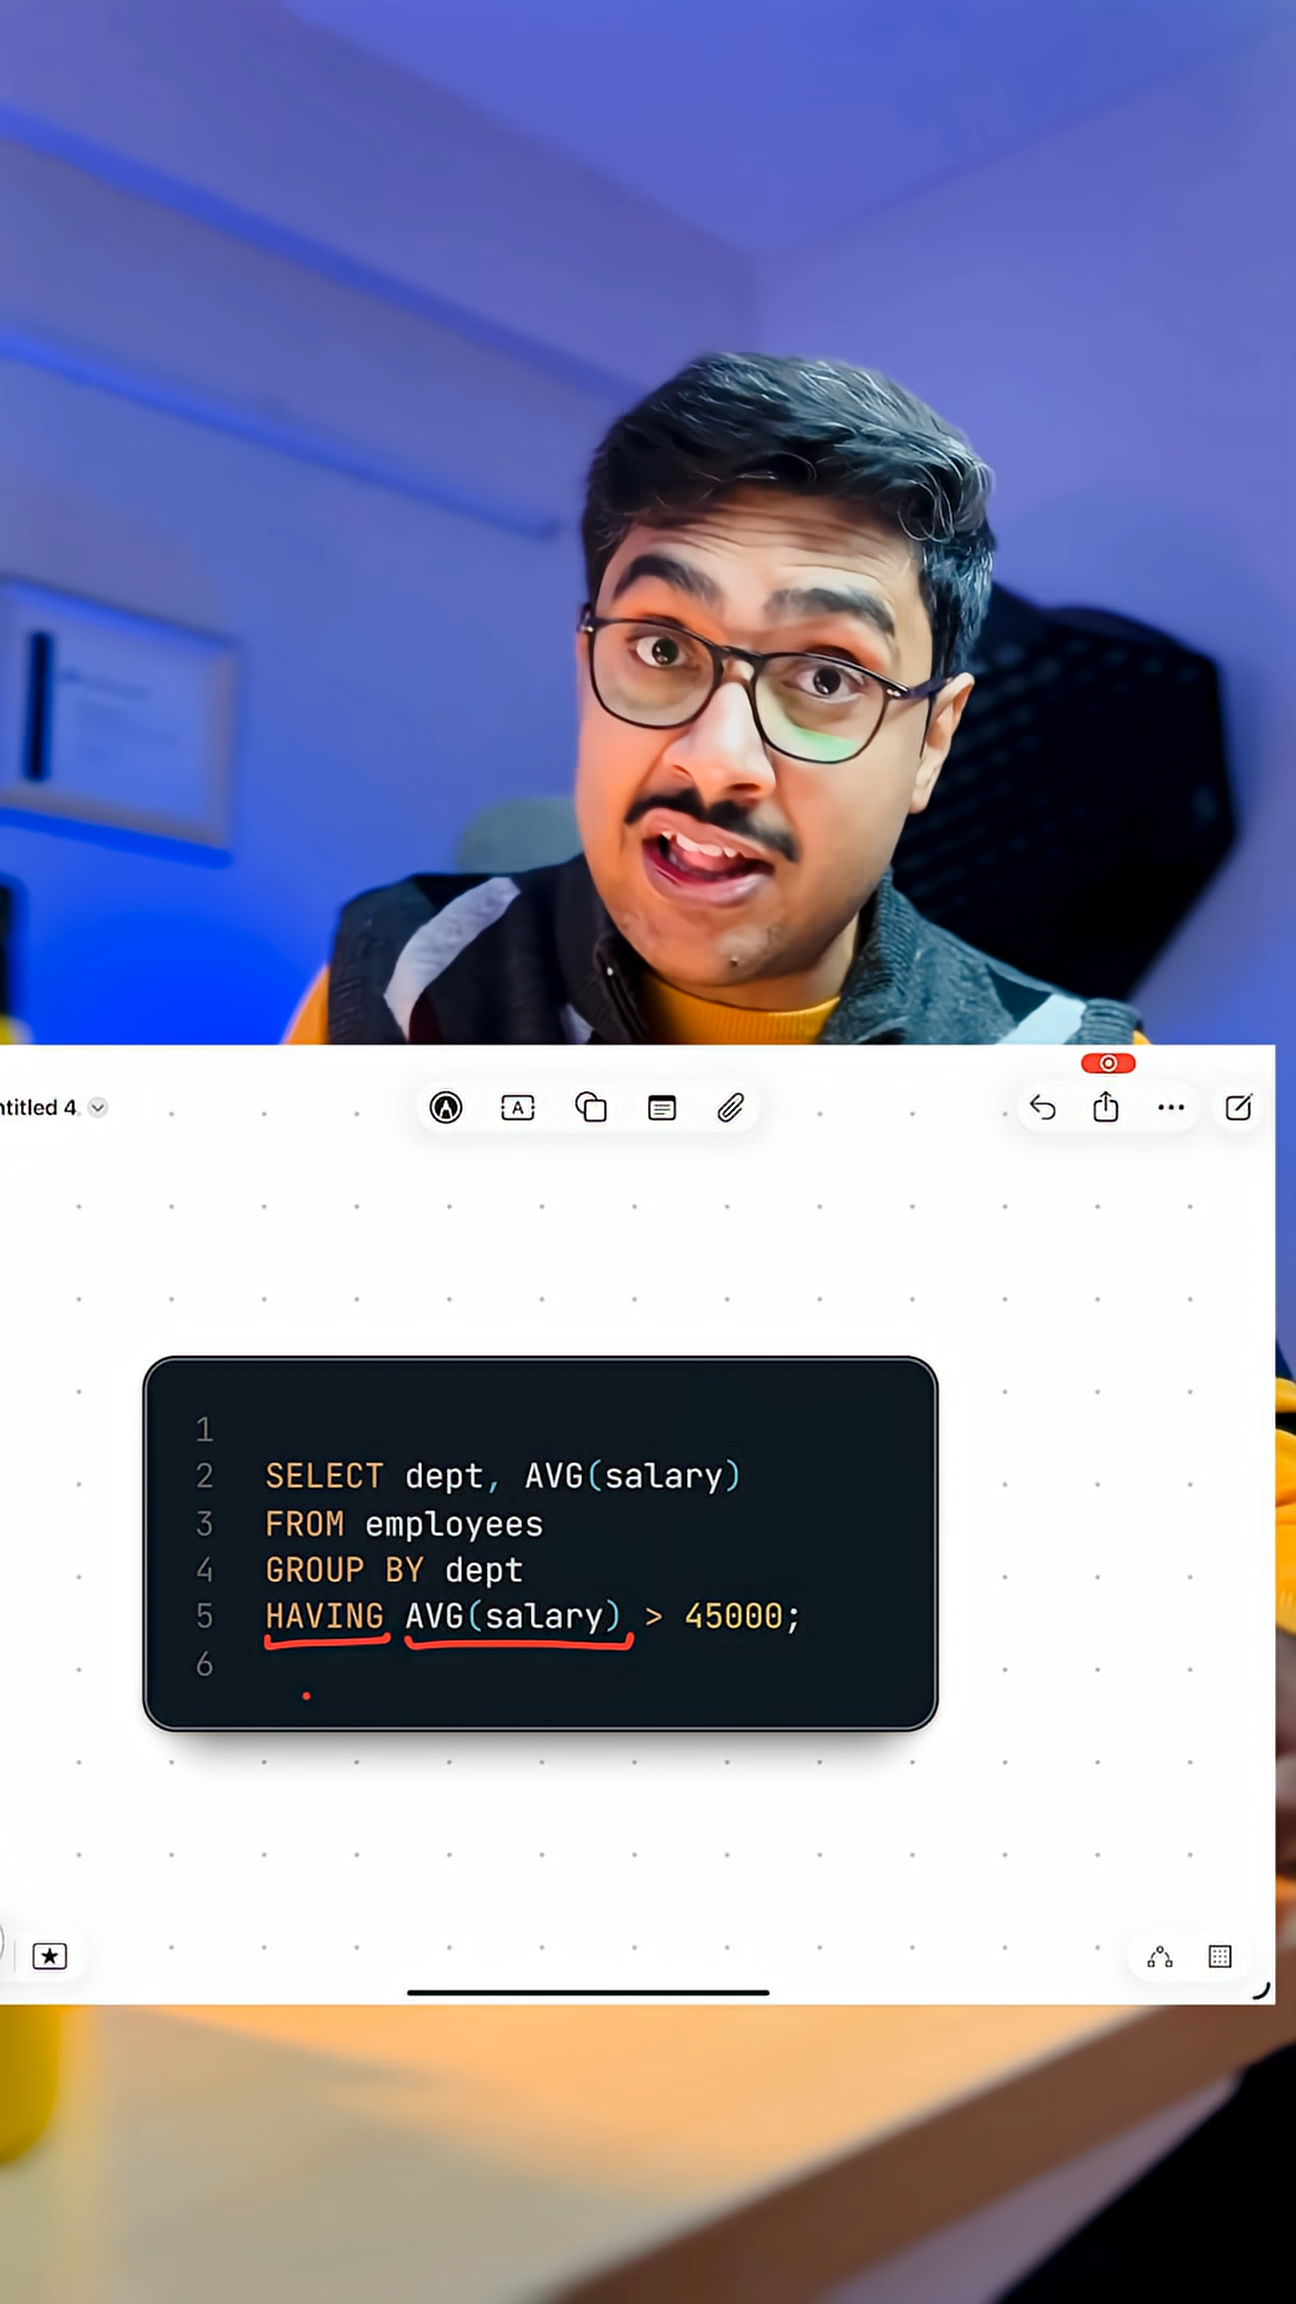 ntitled 4
A
1
2 SELECT dept, AVG(salary)
3 FROM employees
4 GROUP BY dept
5 HAVING AVG(salary) > 45000;
6